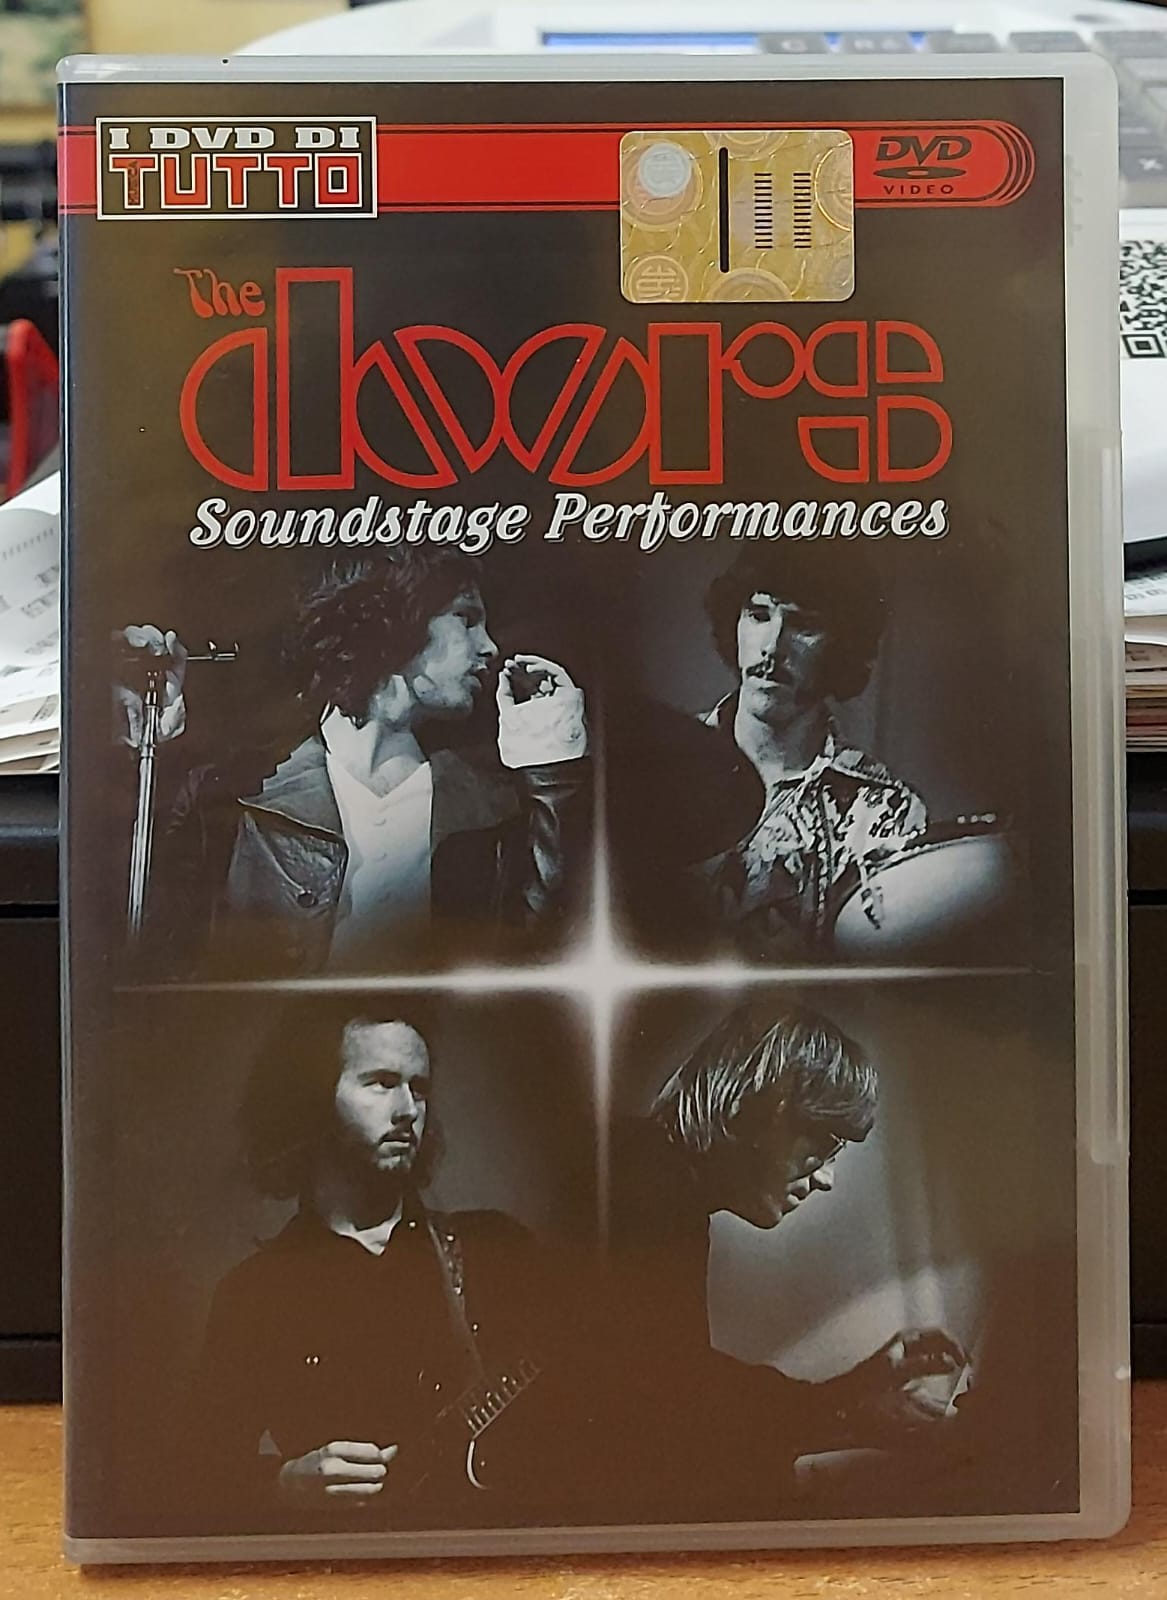 I DVD DI
TUTTO
DVD
VIDEO
The
doors
Soundstage Performances